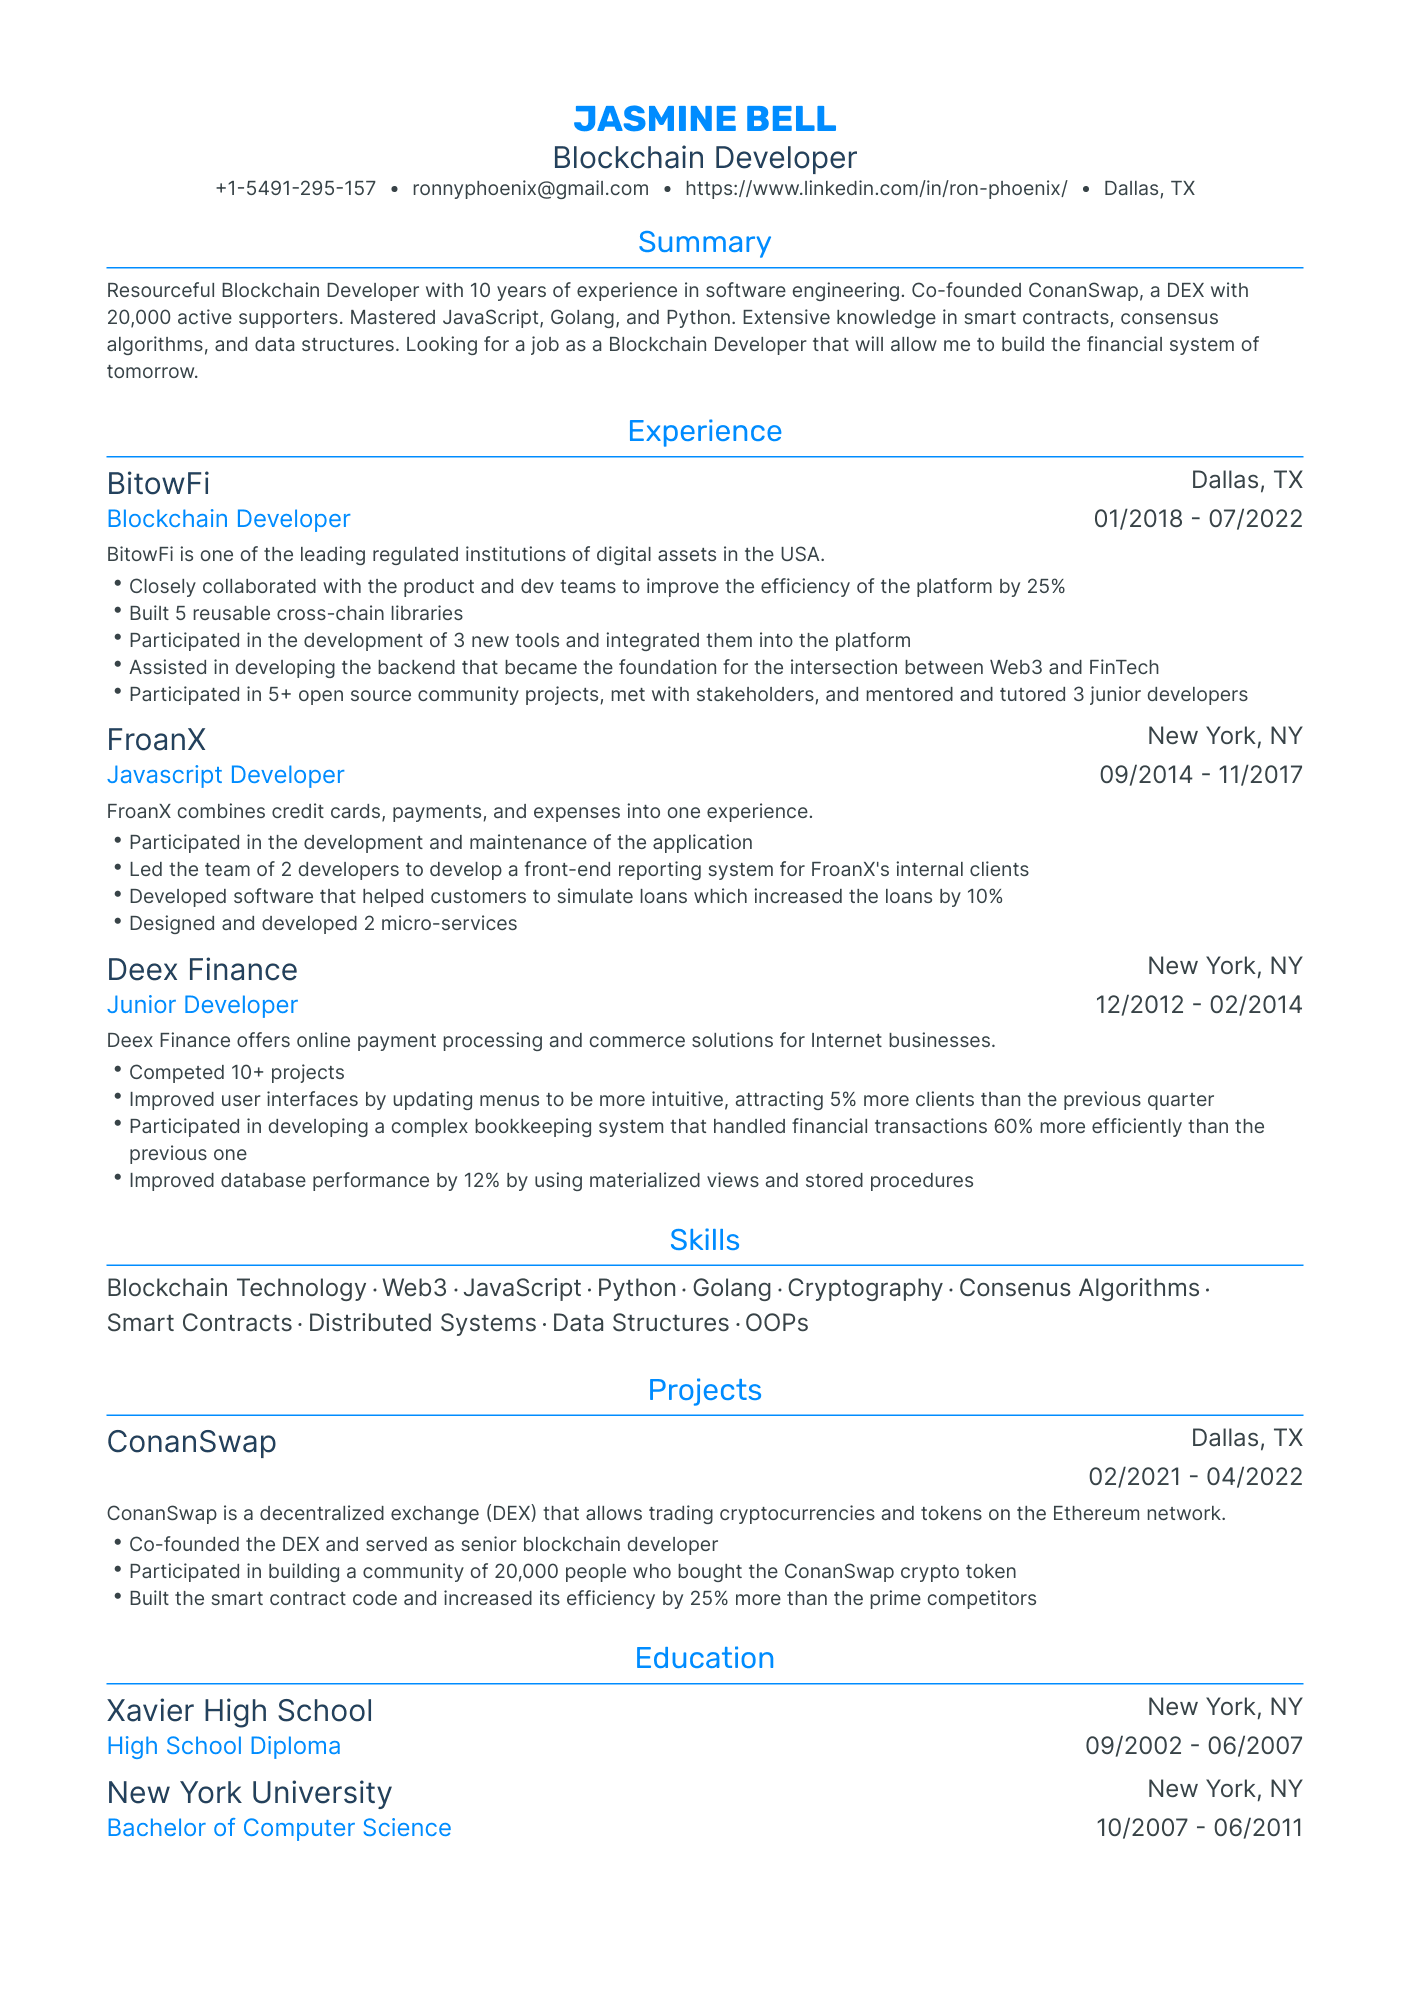 JASMINE BELL
Blockchain Developer
+1-5491-295-157 • ronnyphoenix@gmail.com • https://www.linkedin.com/in/ron-phoenix/ • Dallas, TX
Summary
Resourceful Blockchain Developer with 10 years of experience in software engineering. Co-founded ConanSwap, a DEX with
20,000 active supporters. Mastered JavaScript, Golang, and Python. Extensive knowledge in smart contracts, consensus
algorithms, and data structures. Looking for a job as a Blockchain Developer that will allow me to build the financial system of
tomorrow.
Experience
BitowFi Dallas, TX
Blockchain Developer 01/2018 - 07/2022
BitowFi is one of the leading regulated institutions of digital assets in the USA.
• Closely collaborated with the product and dev teams to improve the efficiency of the platform by 25%
• Built 5 reusable cross-chain libraries
• Participated in the development of 3 new tools and integrated them into the platform
• Assisted in developing the backend that became the foundation for the intersection between Web3 and FinTech
• Participated in 5+ open source community projects, met with stakeholders, and mentored and tutored 3 junior developers
FroanX New York, NY
Javascript Developer 09/2014 - 11/2017
FroanX combines credit cards, payments, and expenses into one experience.
• Participated in the development and maintenance of the application
• Led the team of 2 developers to develop a front-end reporting system for FroanX's internal clients
• Developed software that helped customers to simulate loans which increased the loans by 10%
• Designed and developed 2 micro-services
Deex Finance New York, NY
Junior Developer 12/2012 - 02/2014
Deex Finance offers online payment processing and commerce solutions for Internet businesses.
• Competed 10+ projects
• Improved user interfaces by updating menus to be more intuitive, attracting 5% more clients than the previous quarter
• Participated in developing a complex bookkeeping system that handled financial transactions 60% more efficiently than the
previous one
• Improved database performance by 12% by using materialized views and stored procedures
Skills
Blockchain Technology · Web3 · JavaScript · Python · Golang · Cryptography · Consenus Algorithms ·
Smart Contracts · Distributed Systems · Data Structures · OOPs
Projects
ConanSwap Dallas, TX
02/2021 - 04/2022
ConanSwap is a decentralized exchange (DEX) that allows trading cryptocurrencies and tokens on the Ethereum network.
• Co-founded the DEX and served as senior blockchain developer
• Participated in building a community of 20,000 people who bought the ConanSwap crypto token
• Built the smart contract code and increased its efficiency by 25% more than the prime competitors
Education
Xavier High School New York, NY
High School Diploma 09/2002 - 06/2007
New York University New York, NY
Bachelor of Computer Science 10/2007 - 06/2011